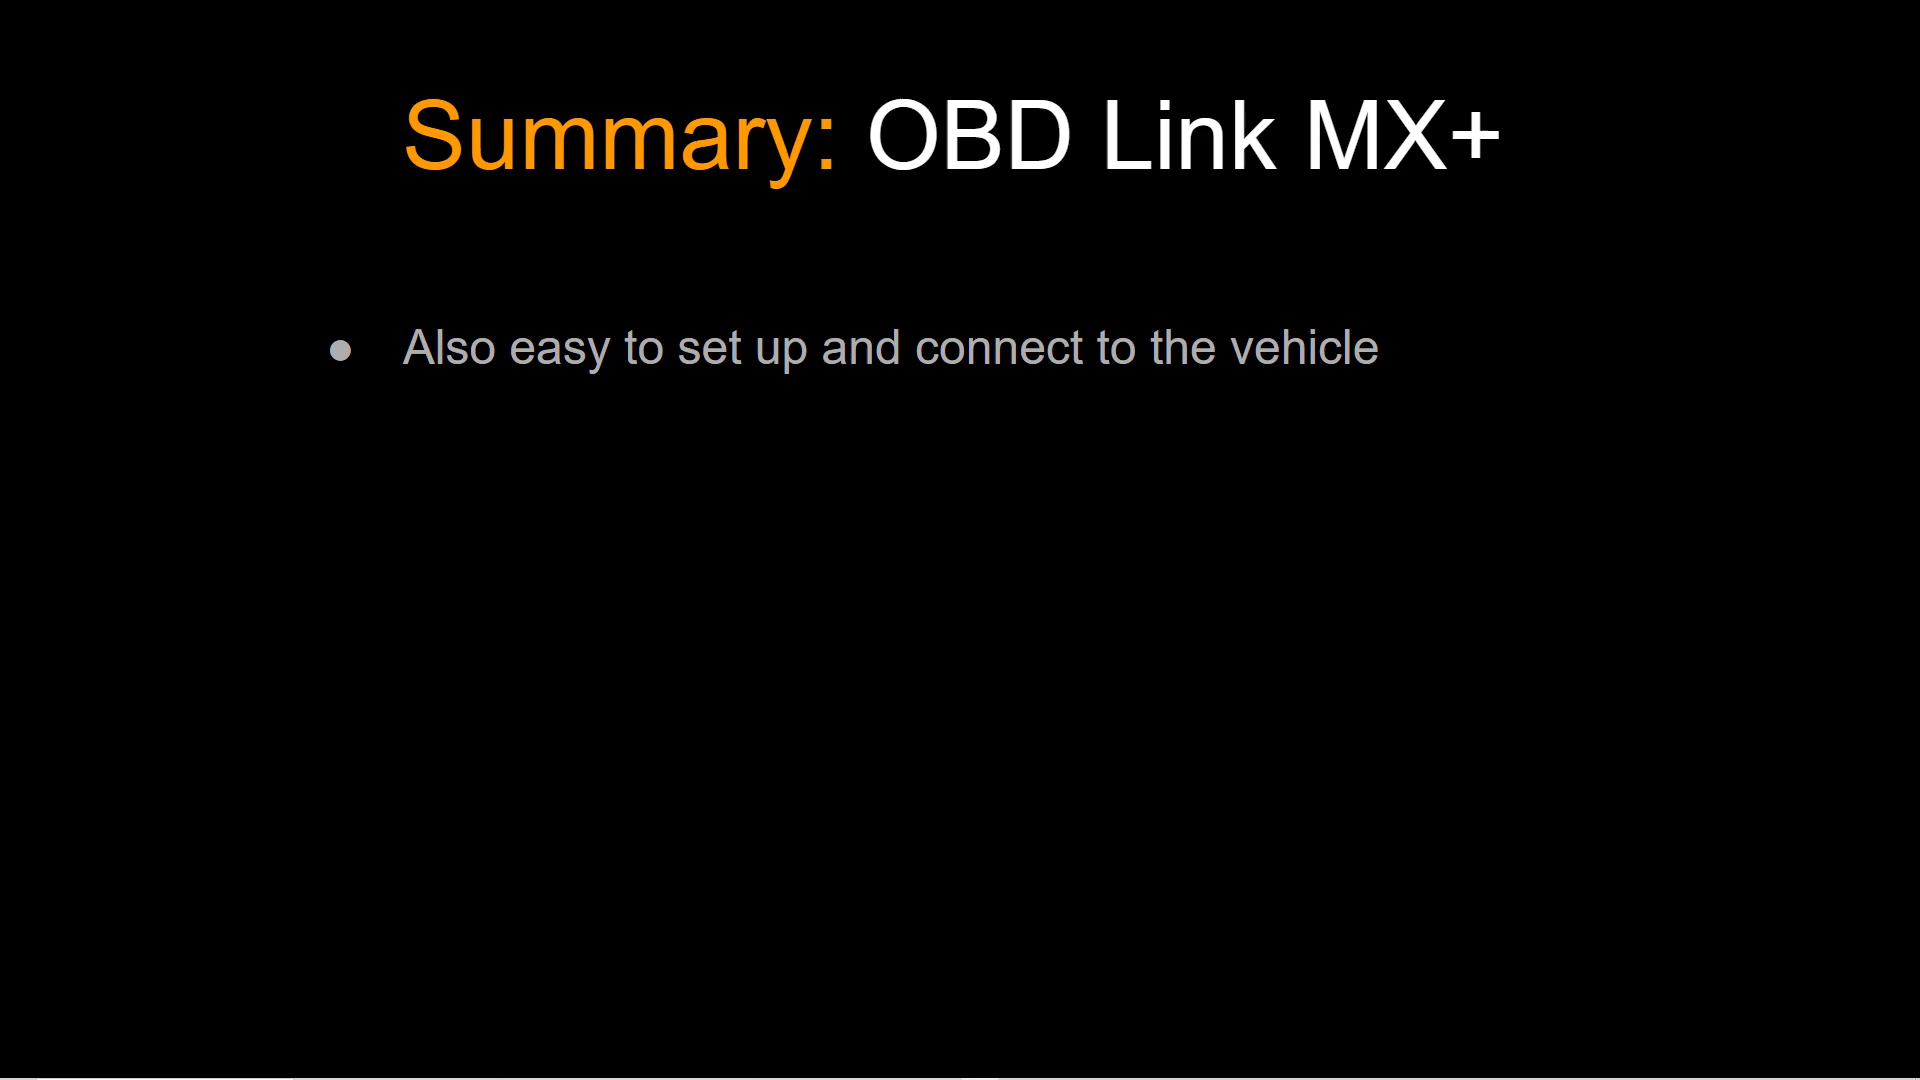 Summary: OBD Link MX+
● Also easy to set up and connect to the vehicle